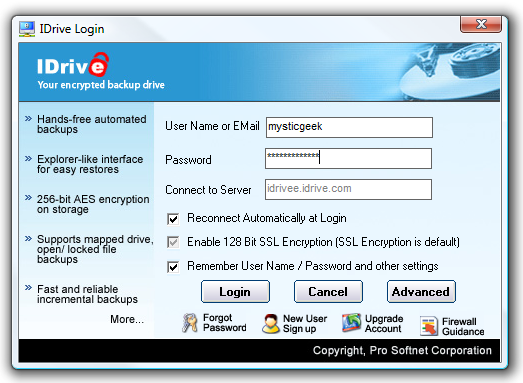 IDrive Login
IDrive
Your encrypted backup drive
Hands-free automated
backups
Explorer-like interface
for easy restores
256-bit AES encryption
on storage
Supports mapped drive,
open/ locked file
backups
Fast and reliable
incremental backups
More...
User Name or EMail
mysticgeek
Password
*************
Connect to Server
idrivee.idrive.com
Reconnect Automatically at Login
Enable 128 Bit SSL Encryption (SSL Encryption is default)
Remember User Name / Password and other settings
Login
Cancel
Advanced
Forgot
Password
New User
Sign up
Upgrade
Account
Firewall
Guidance
Copyright, Pro Softnet Corporation